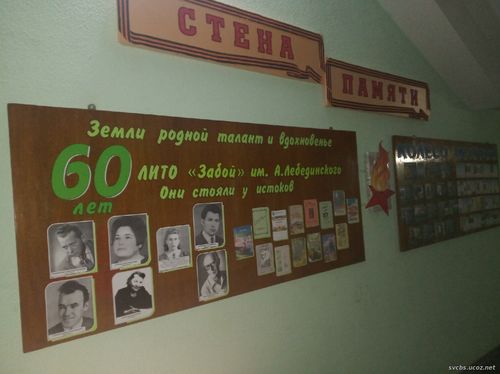 СТЕНА
ПАМЯТИ
Земли родной талант и вдохновенье
60
лет
ЛИТО «Забой» им. А.Лебединского
Они стояли у истоков
svcbs.ucoz.net